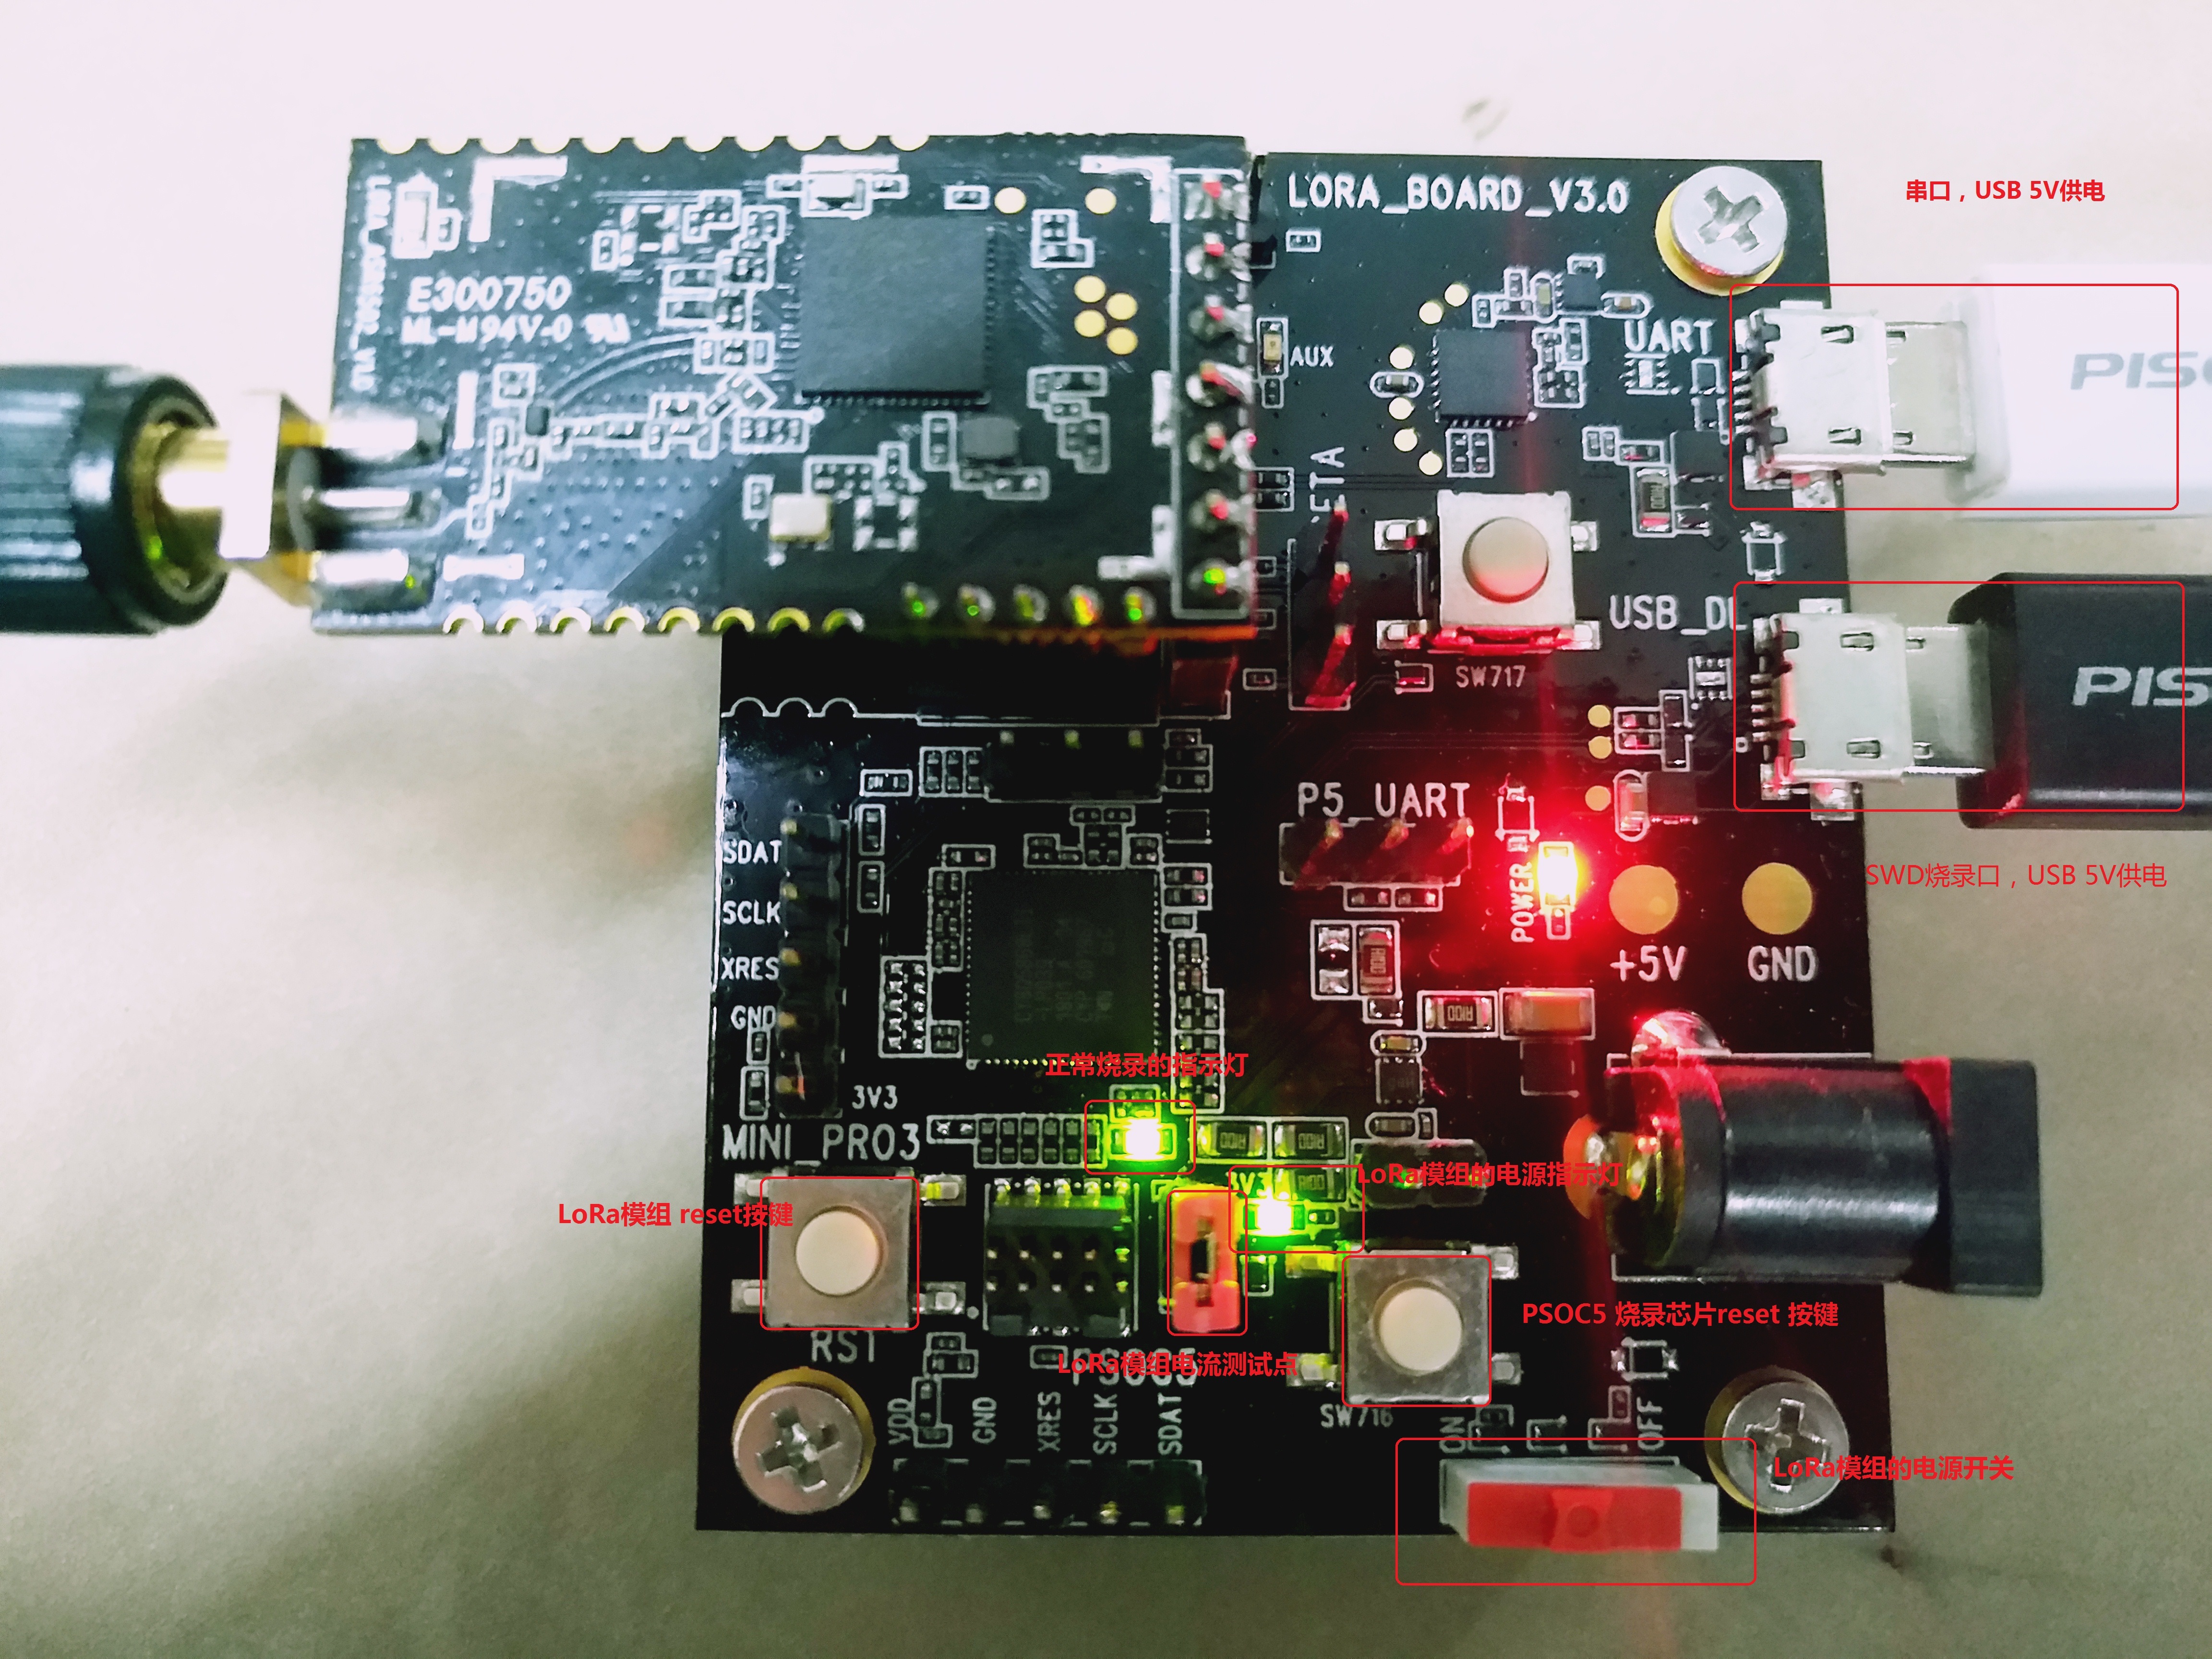 LORA_BOARD_V3.0
串口，USB 5V供电
E300750
ML-M94V-0
UART
AUX
PISC
USB_DL
SW717
PIS
P5_UART
SDAT
SCLK
XRES
GND
3V3
MINI_PRO3
POWER
+5V
GND
SWD烧录口，USB 5V供电
正常烧录的指示灯
R100
R100
R100
R100
R100
LoRa模组的电源指示灯
LoRa模组 reset按键
RST
PSOC5 烧录芯片reset 按键
LoRa模组电流测试点
SW716
VDD
GND
XRES
SCLK
SDAT
ON
OFF
LoRa模组的电源开关